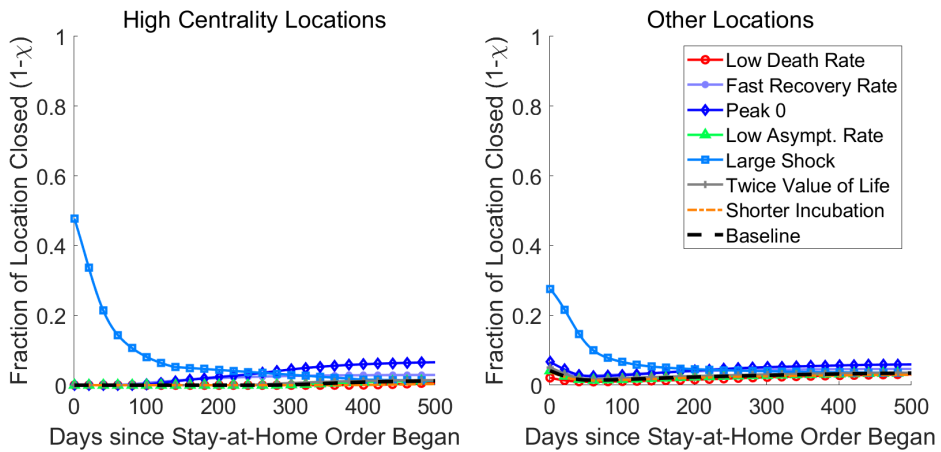 High Centrality Locations
Fraction of Location Closed (1-χ)
1
0.8
0.6
0.4
0.2
0
0 100 200 300 400 500
Days since Stay-at-Home Order Began
Other Locations
Fraction of Location Closed (1-χ)
1
0.8
0.6
0.4
0.2
0
0 100 200 300 400 500
Days since Stay-at-Home Order Began
Low Death Rate
Fast Recovery Rate
Peak 0
Low Asympt. Rate
Large Shock
Twice Value of Life
Shorter Incubation
Baseline